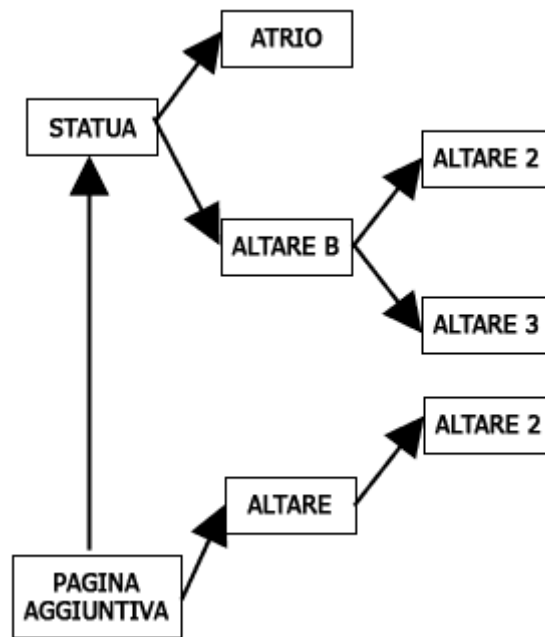 ATRIO
STATUA
ALTARE 2
ALTARE B
ALTARE 3
ALTARE 2
ALTARE
PAGINA
AGGIUNTIVA